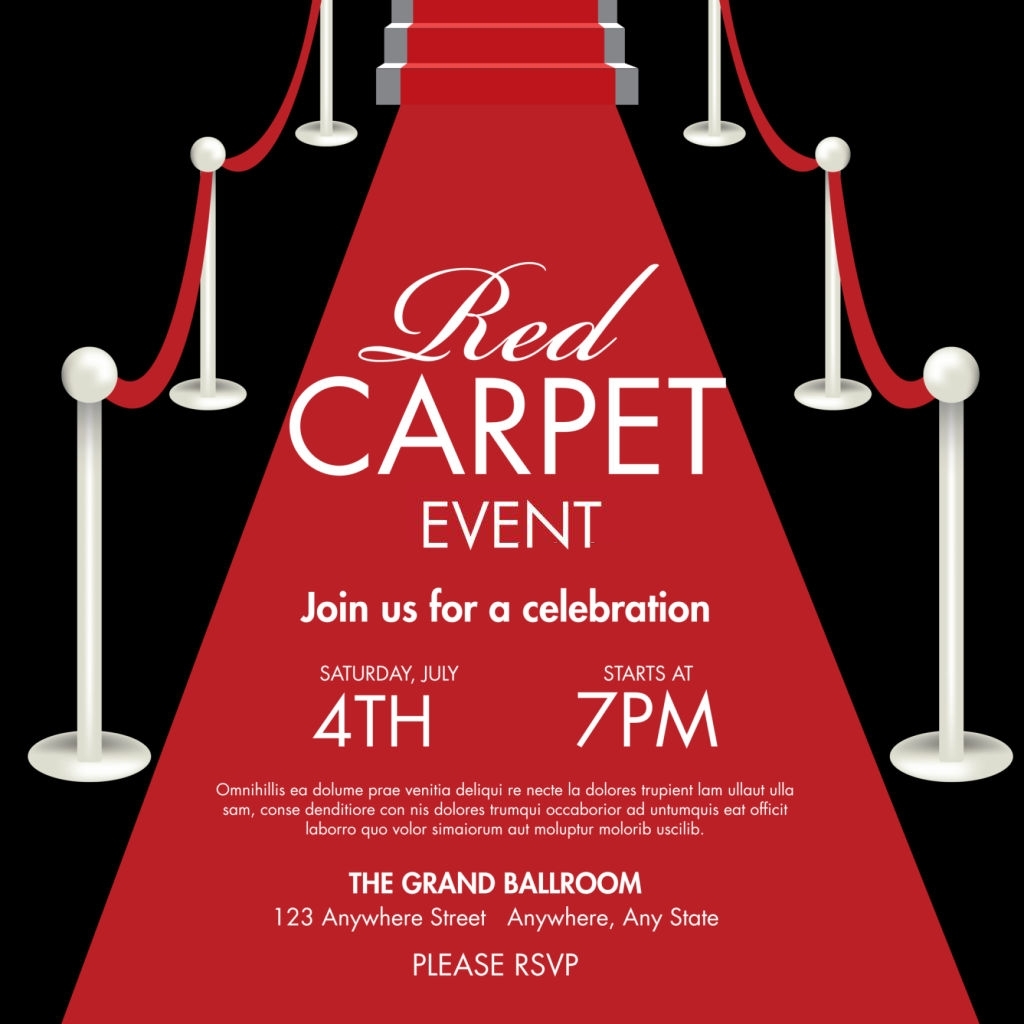 Red
CARPET
EVENT
Join us for a celebration
SATURDAY, JULY
4TH
STARTS AT
7PM
Omnihillis ea dolume prae venitia deliqui re necte la dolores trupient lam ullaut ulla
sam, conse denditiore con nis dolores trumqui occaborior ad untumquis eat officit
laborro quo volor simaiorum aut moluptur molorib uscilib.
THE GRAND BALLROOM
123 Anywhere Street Anywhere, Any State
PLEASE RSVP